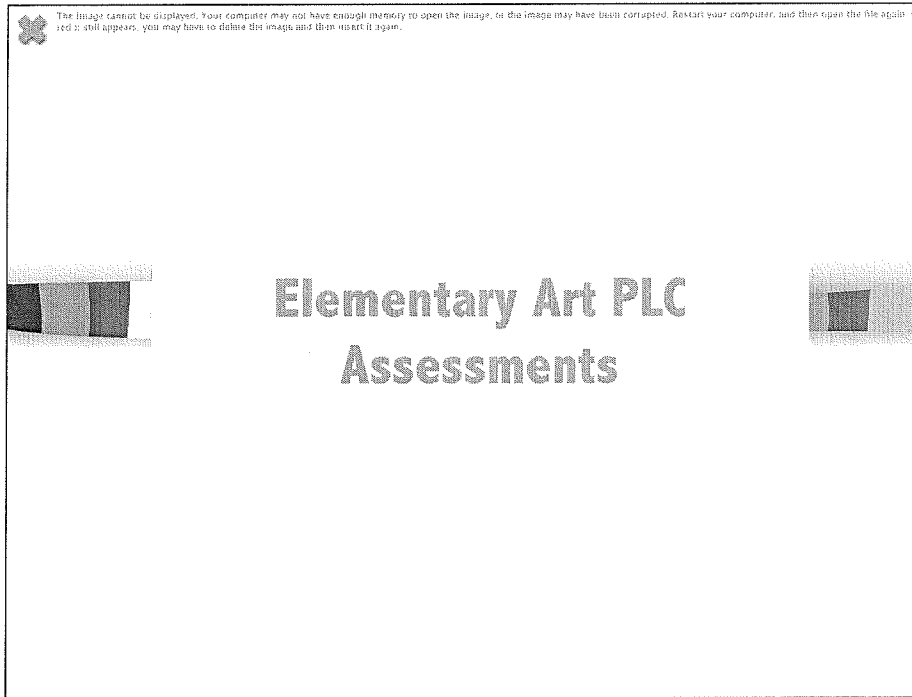 The image cannot be displayed. Your computer may not have enough memory to open the image, or the image may have been corrupted. Restart your computer, and then open the file again
red x still appears, you may have to delete the image and then insert it again.
Elementary Art PLC
Assessments